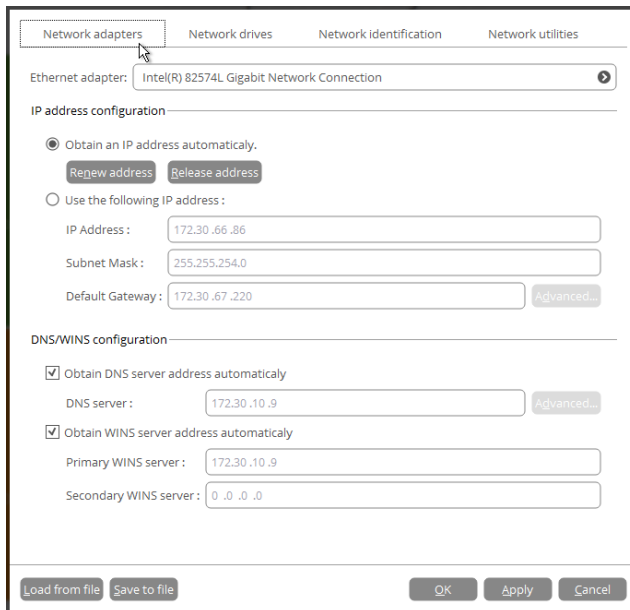 Network adapters Network drives Network identification Network utilities
Ethernet adapter: Intel(R) 82574L Gigabit Network Connection
IP address configuration
Obtain an IP address automaticaly.
Renew address Release address
Use the following IP address :
IP Address : 172.30 .66 .86
Subnet Mask : 255.255.254.0
Default Gateway : 172.30 .67 .220 Advanced...
DNS/WINS configuration
Obtain DNS server address automaticaly
DNS server : 172.30 .10 .9 Advanced...
Obtain WINS server address automaticaly
Primary WINS server : 172.30 .10 .9
Secondary WINS server : 0 .0 .0 .0
Load from file Save to file OK Apply Cancel